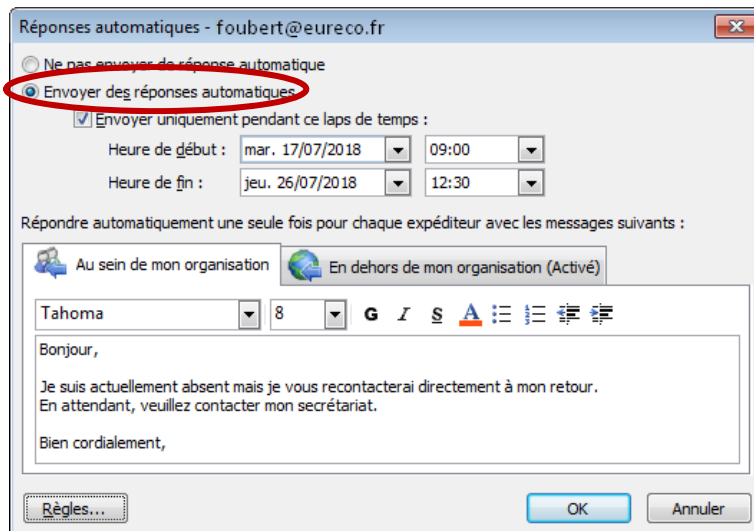 Réponses automatiques - foubert@eureco.fr
Ne pas envoyer de réponse automatique
Envoyer des réponses automatiques
Envoyer uniquement pendant ce laps de temps :
Heure de début : mar. 17/07/2018 09:00
Heure de fin : jeu. 26/07/2018 12:30
Répondre automatiquement une seule fois pour chaque expéditeur avec les messages suivants :
Au sein de mon organisation En dehors de mon organisation (Activé)
Tahoma 8 G I S A
Bonjour,
Je suis actuellement absent mais je vous recontacterai directement à mon retour.
En attendant, veuillez contacter mon secrétariat.
Bien cordialement,
Règles... OK Annuler